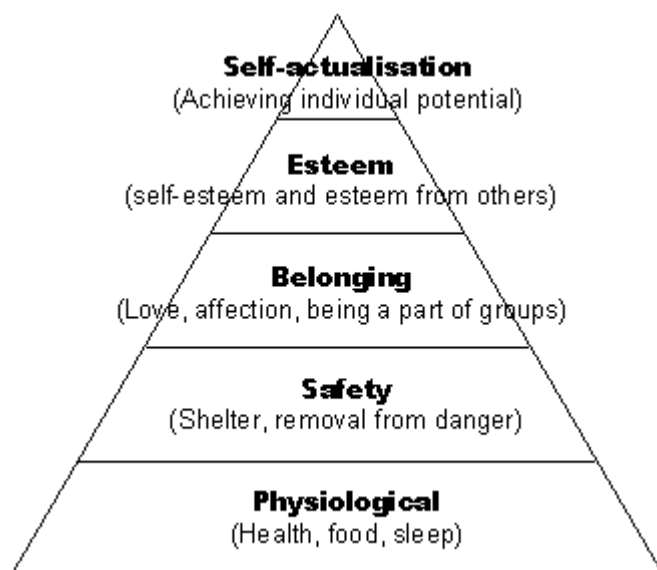 Self-actualisation
(Achieving individual potential)
Esteem
(self-esteem and esteem from others)
Belonging
(Love, affection, being a part of groups)
Safety
(Shelter, removal from danger)
Physiological
(Health, food, sleep)